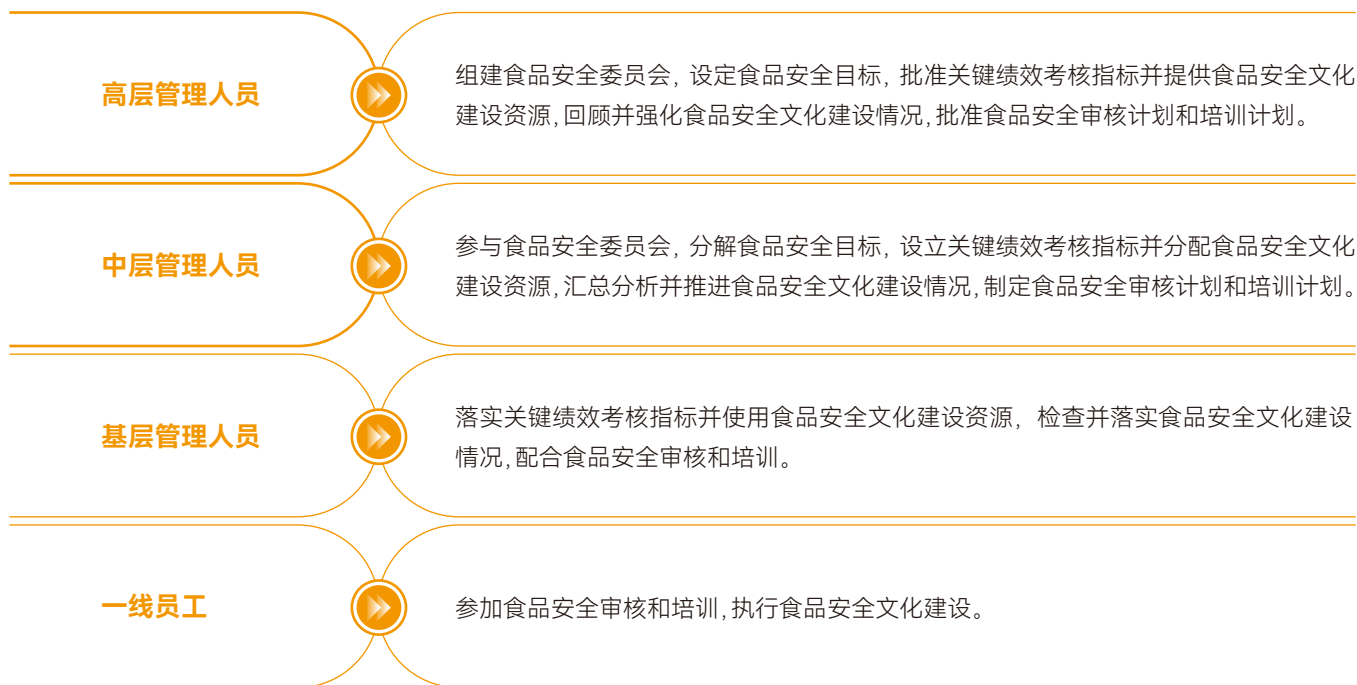 高层管理人员
组建食品安全委员会, 设定食品安全目标, 批准关键绩效考核指标并提供食品安全文化
建设资源,回顾并强化食品安全文化建设情况,批准食品安全审核计划和培训计划。
中层管理人员
参与食品安全委员会, 分解食品安全目标, 设立关键绩效考核指标并分配食品安全文化
建设资源,汇总分析并推进食品安全文化建设情况,制定食品安全审核计划和培训计划。
基层管理人员
落实关键绩效考核指标并使用食品安全文化建设资源, 检查并落实食品安全文化建设
情况,配合食品安全审核和培训。
一线员工
参加食品安全审核和培训,执行食品安全文化建设。